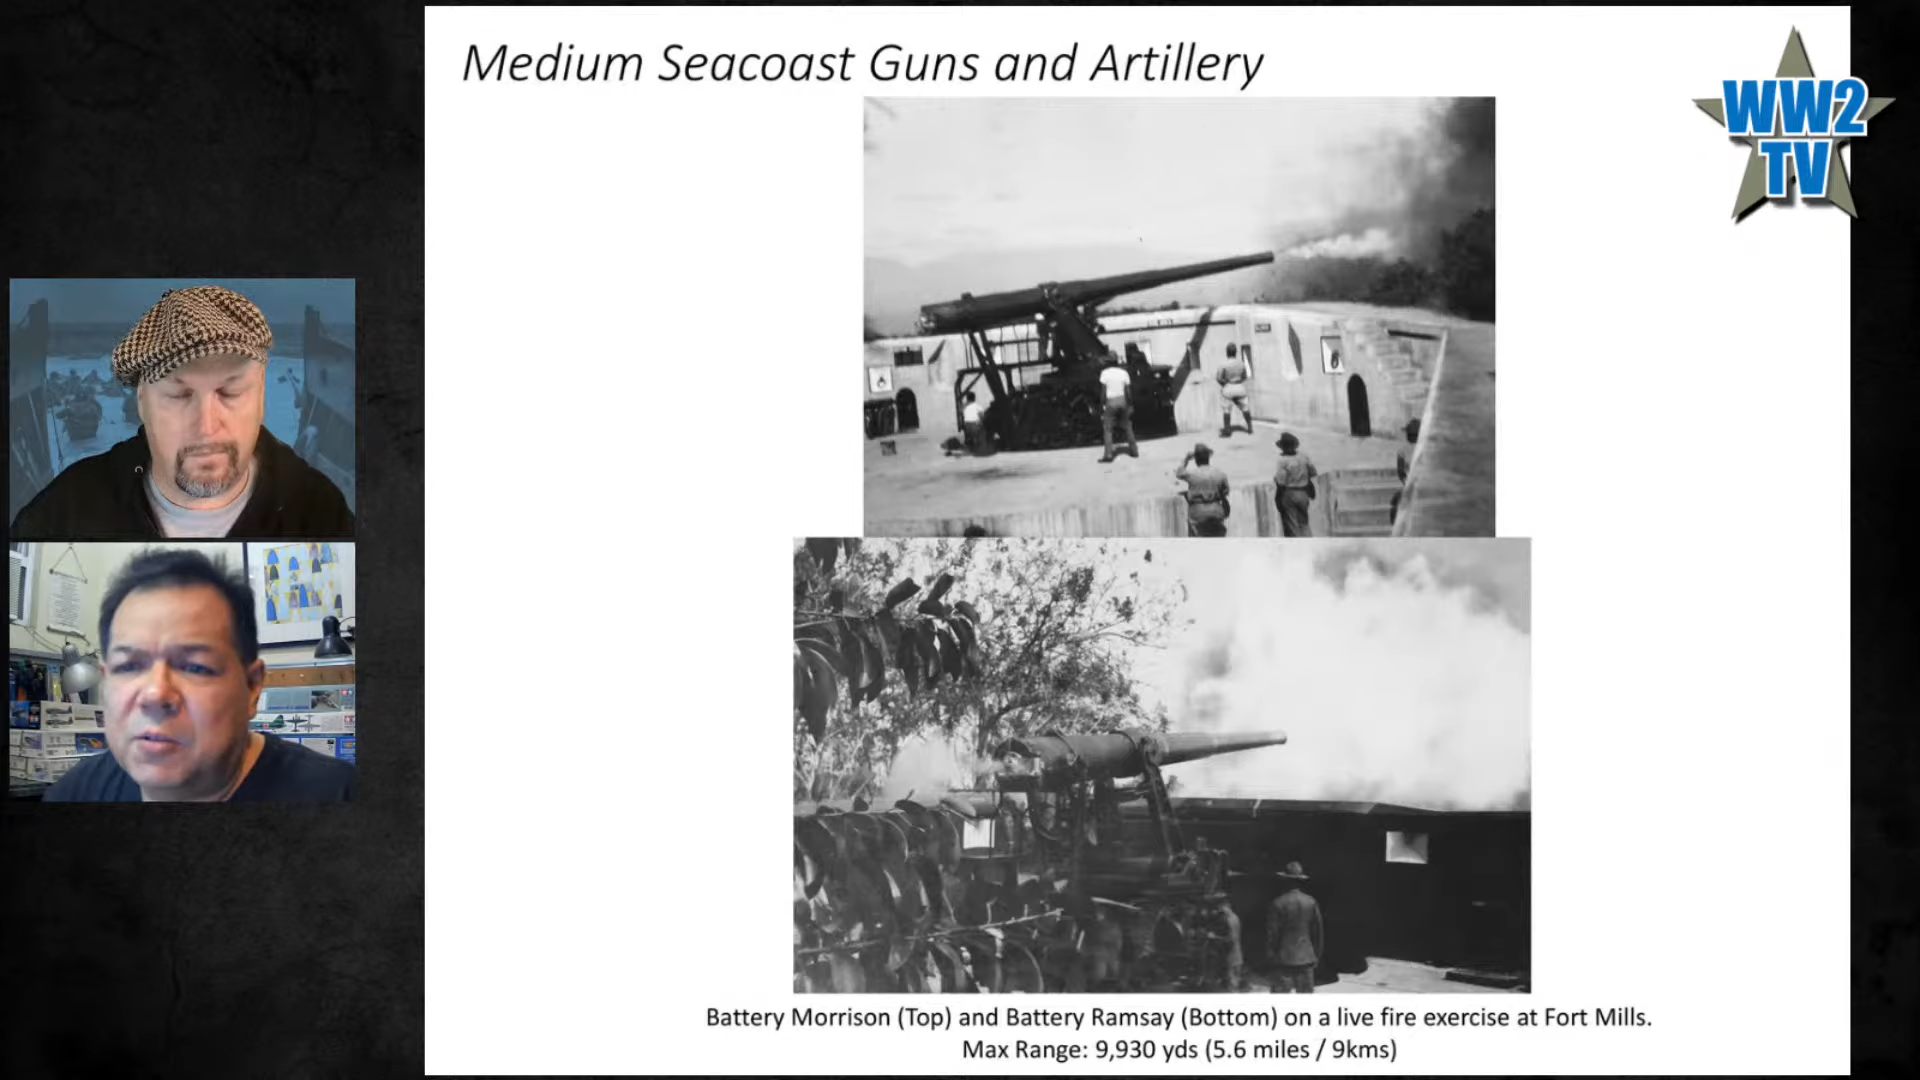 Medium Seacoast Guns and Artillery
WW2
TV
Battery Morrison (Top) and Battery Ramsay (Bottom) on a live fire exercise at Fort Mills.
Max Range: 9,930 yds (5.6 miles / 9kms)